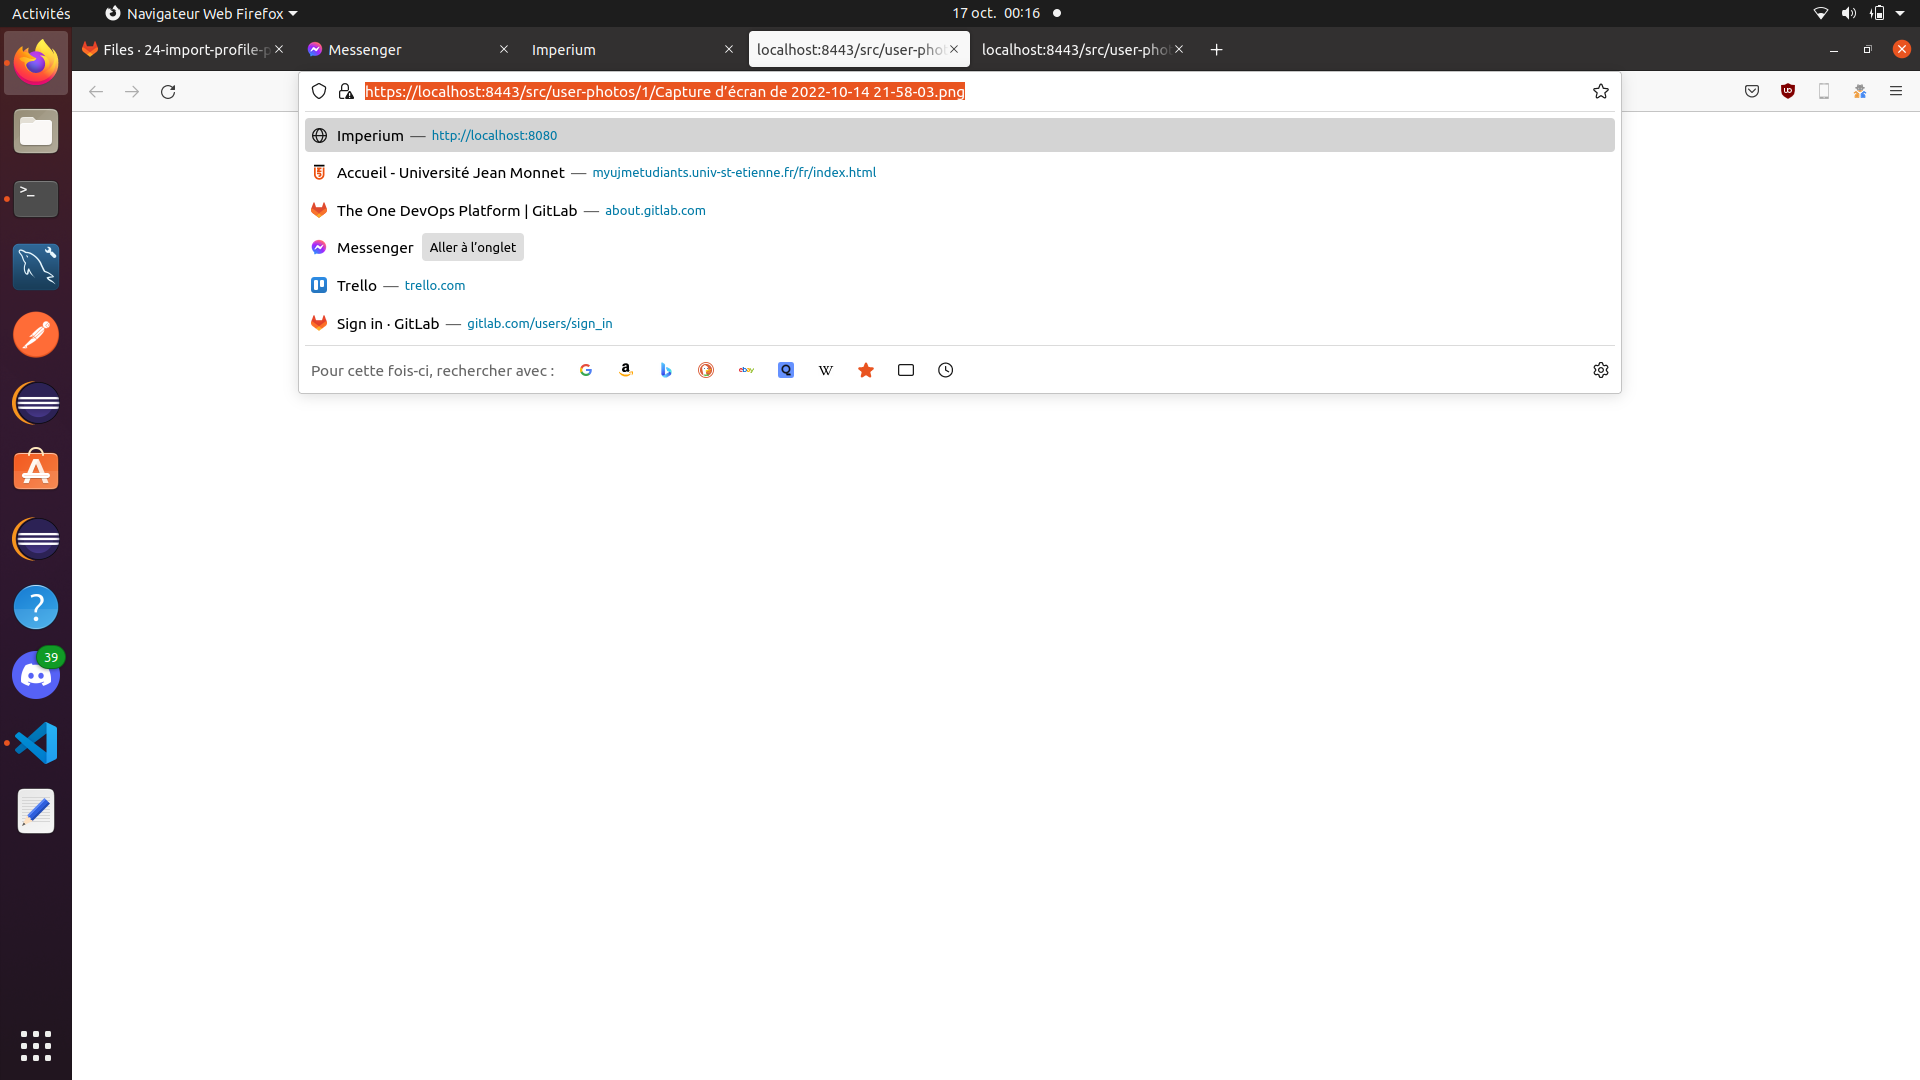 Activités
Navigateur Web Firefox
17 oct. 00:16
Files · 24-import-profile-p
Messenger
Imperium
localhost:8443/src/user-pho
localhost:8443/src/user-pho
https://localhost:8443/src/user-photos/1/Capture d’écran de 2022-10-14 21-58-03.png
Imperium — http://localhost:8080
Accueil - Université Jean Monnet — myujmetudiants.univ-st-etienne.fr/fr/index.html
The One DevOps Platform | GitLab — about.gitlab.com
Messenger Aller à l’onglet
Trello — trello.com
Sign in · GitLab — gitlab.com/users/sign_in
Pour cette fois-ci, rechercher avec :
39